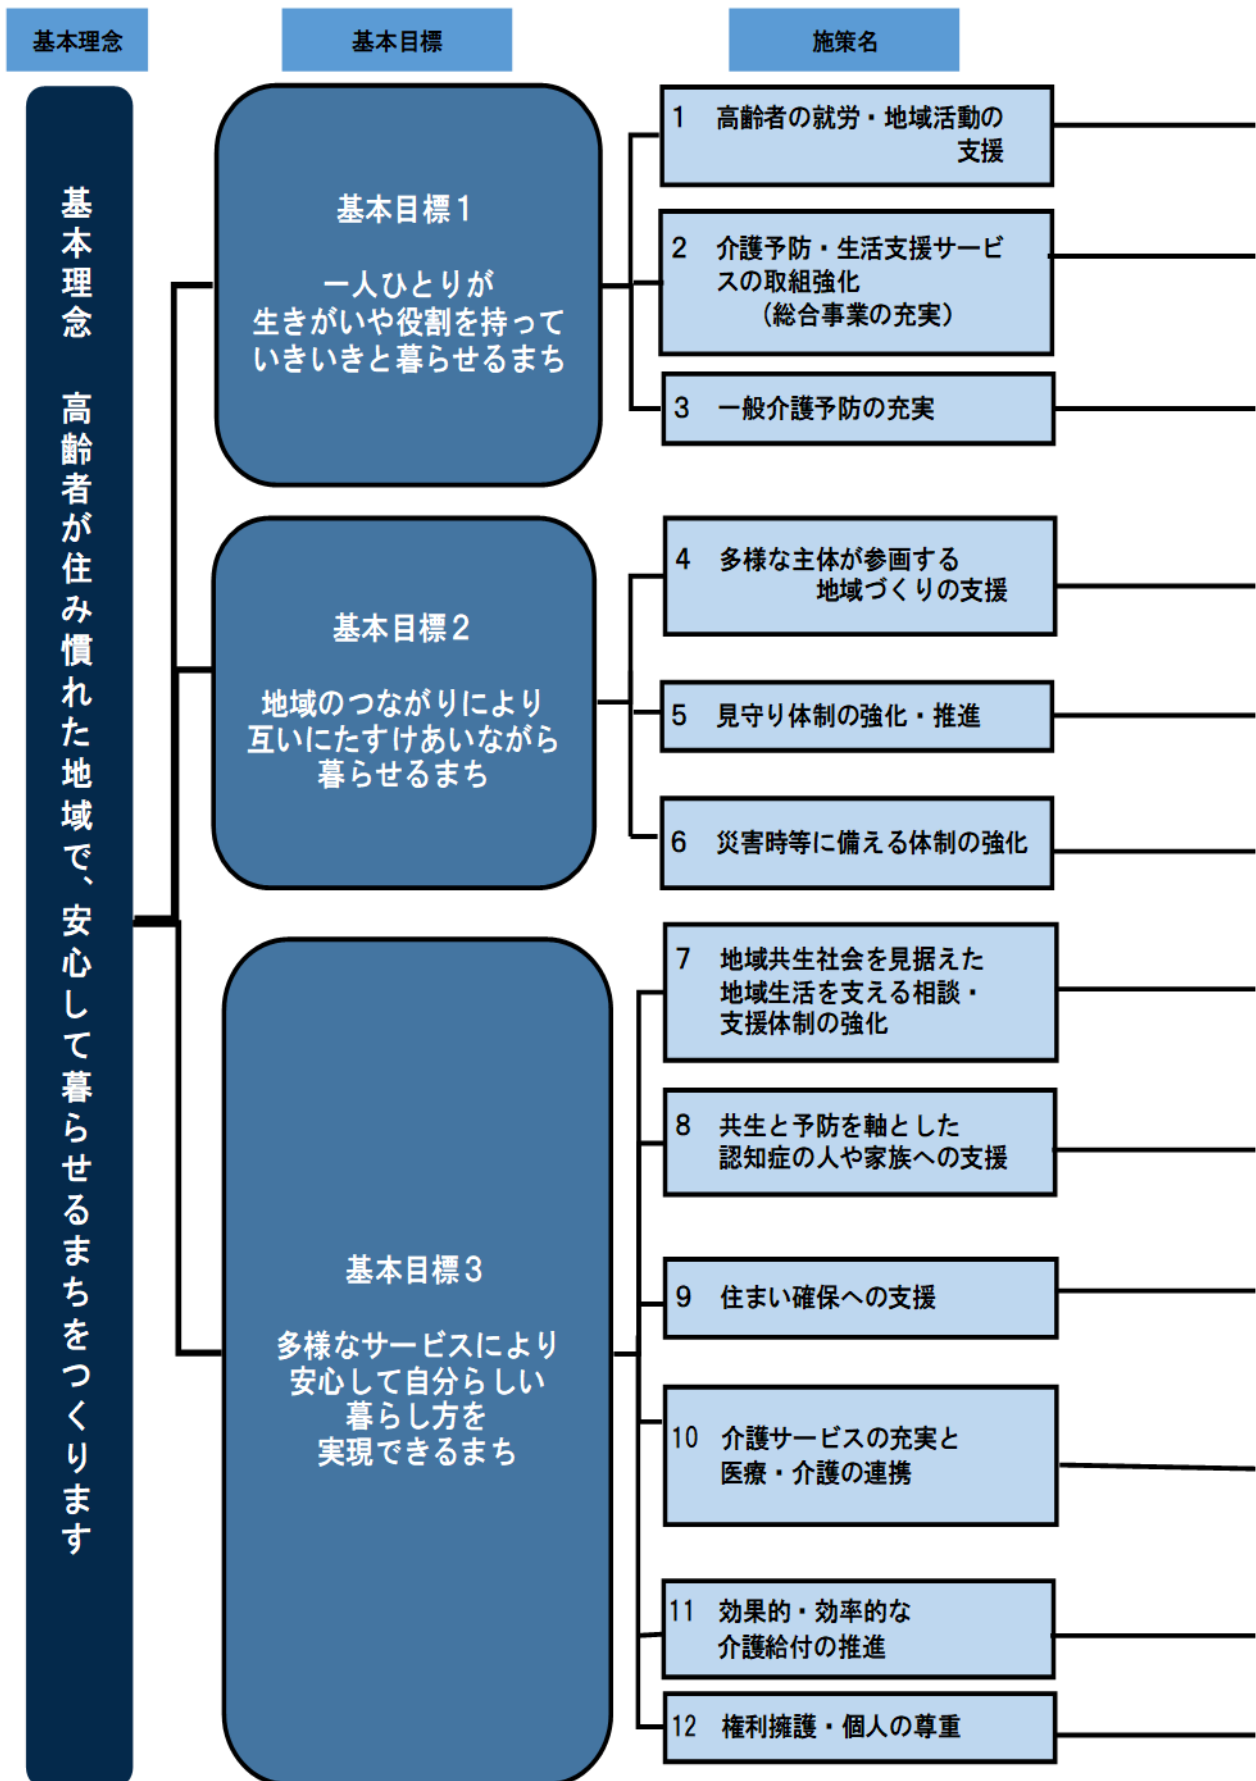 基本理念
基本目標
施策名
基本理念　高齢者が住み慣れた地域で、安心して暮らせるまちをつくります
基本目標１
一人ひとりが
生きがいや役割を持って
いきいきと暮らせるまち
1　高齢者の就労・地域活動の
支援
2　介護予防・生活支援サービ
スの取組強化
（総合事業の充実）
3　一般介護予防の充実
基本目標２
地域のつながりにより
互いにたすけあいながら
暮らせるまち
4　多様な主体が参画する
地域づくりの支援
5　見守り体制の強化・推進
6　災害時等に備える体制の強化
基本目標３
多様なサービスにより
安心して自分らしい
暮らし方を
実現できるまち
7　地域共生社会を見据えた
地域生活を支える相談・
支援体制の強化
8　共生と予防を軸とした
認知症の人や家族への支援
9　住まい確保への支援
10　介護サービスの充実と
医療・介護の連携
11　効果的・効率的な
介護給付の推進
12　権利擁護・個人の尊重